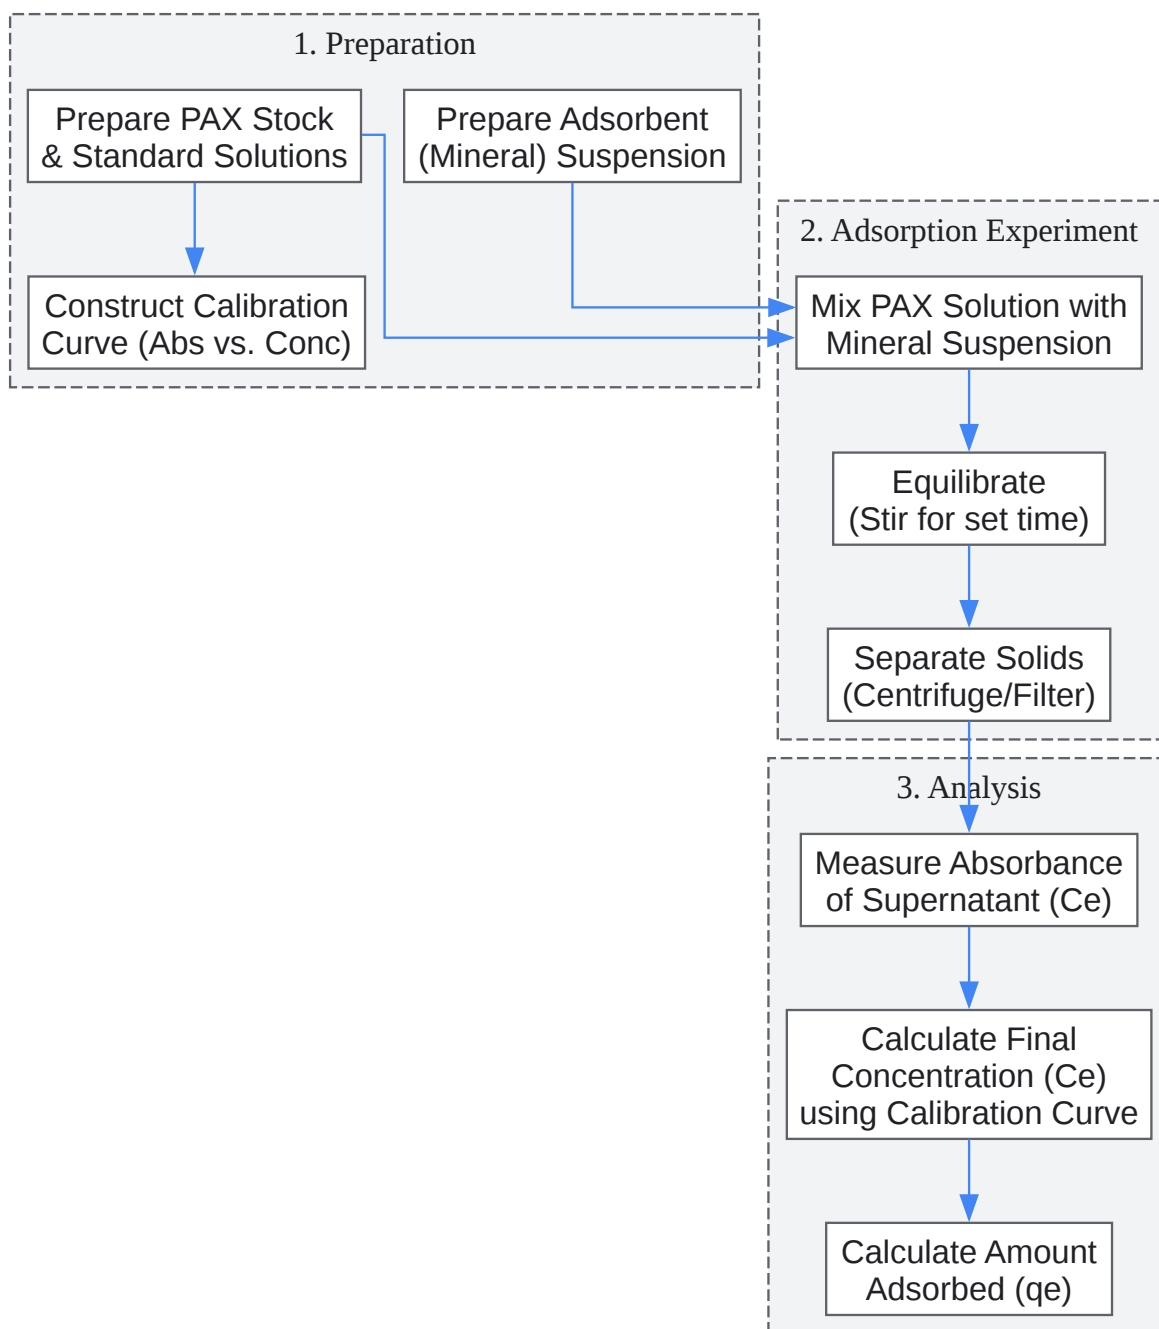 1. Preparation
Prepare PAX Stock
& Standard Solutions
Prepare Adsorbent
(Mineral) Suspension
Construct Calibration
Curve (Abs vs. Conc)
2. Adsorption Experiment
Mix PAX Solution with
Mineral Suspension
Equilibrate
(Stir for set time)
Separate Solids
(Centrifuge/Filter)
3. Analysis
Measure Absorbance
of Supernatant (Ce)
Calculate Final
Concentration (Ce)
using Calibration Curve
Calculate Amount
Adsorbed (qe)